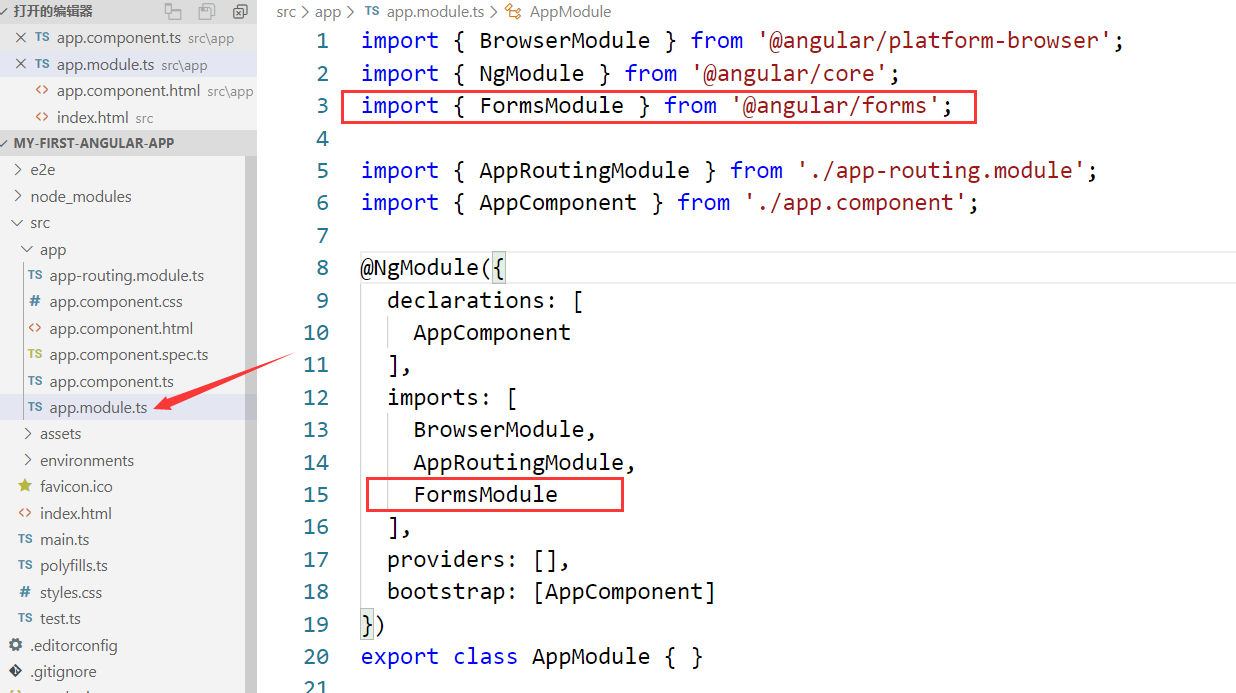 打开的编辑器
TS app.component.ts src\app
TS app.module.ts src\app
<> app.component.html src\app
<> index.html src
MY-FIRST-ANGULAR-APP
e2e
node_modules
src
app
TS app-routing.module.ts
# app.component.css
<> app.component.html
TS app.component.spec.ts
TS app.component.ts
TS app.module.ts
assets
environments
favicon.ico
<> index.html
TS main.ts
TS polyfills.ts
# styles.css
TS test.ts
.editorconfig
.gitignore
src > app > TS app.module.ts > AppModule
1 import { BrowserModule } from '@angular/platform-browser';
2 import { NgModule } from '@angular/core';
3 import { FormsModule } from '@angular/forms';
4
5 import { AppRoutingModule } from './app-routing.module';
6 import { AppComponent } from './app.component';
7
8 @NgModule({
9 declarations: [
10 AppComponent
11 ],
12 imports: [
13 BrowserModule,
14 AppRoutingModule,
15 FormsModule
16 ],
17 providers: [],
18 bootstrap: [AppComponent]
19 })
20 export class AppModule { }
21